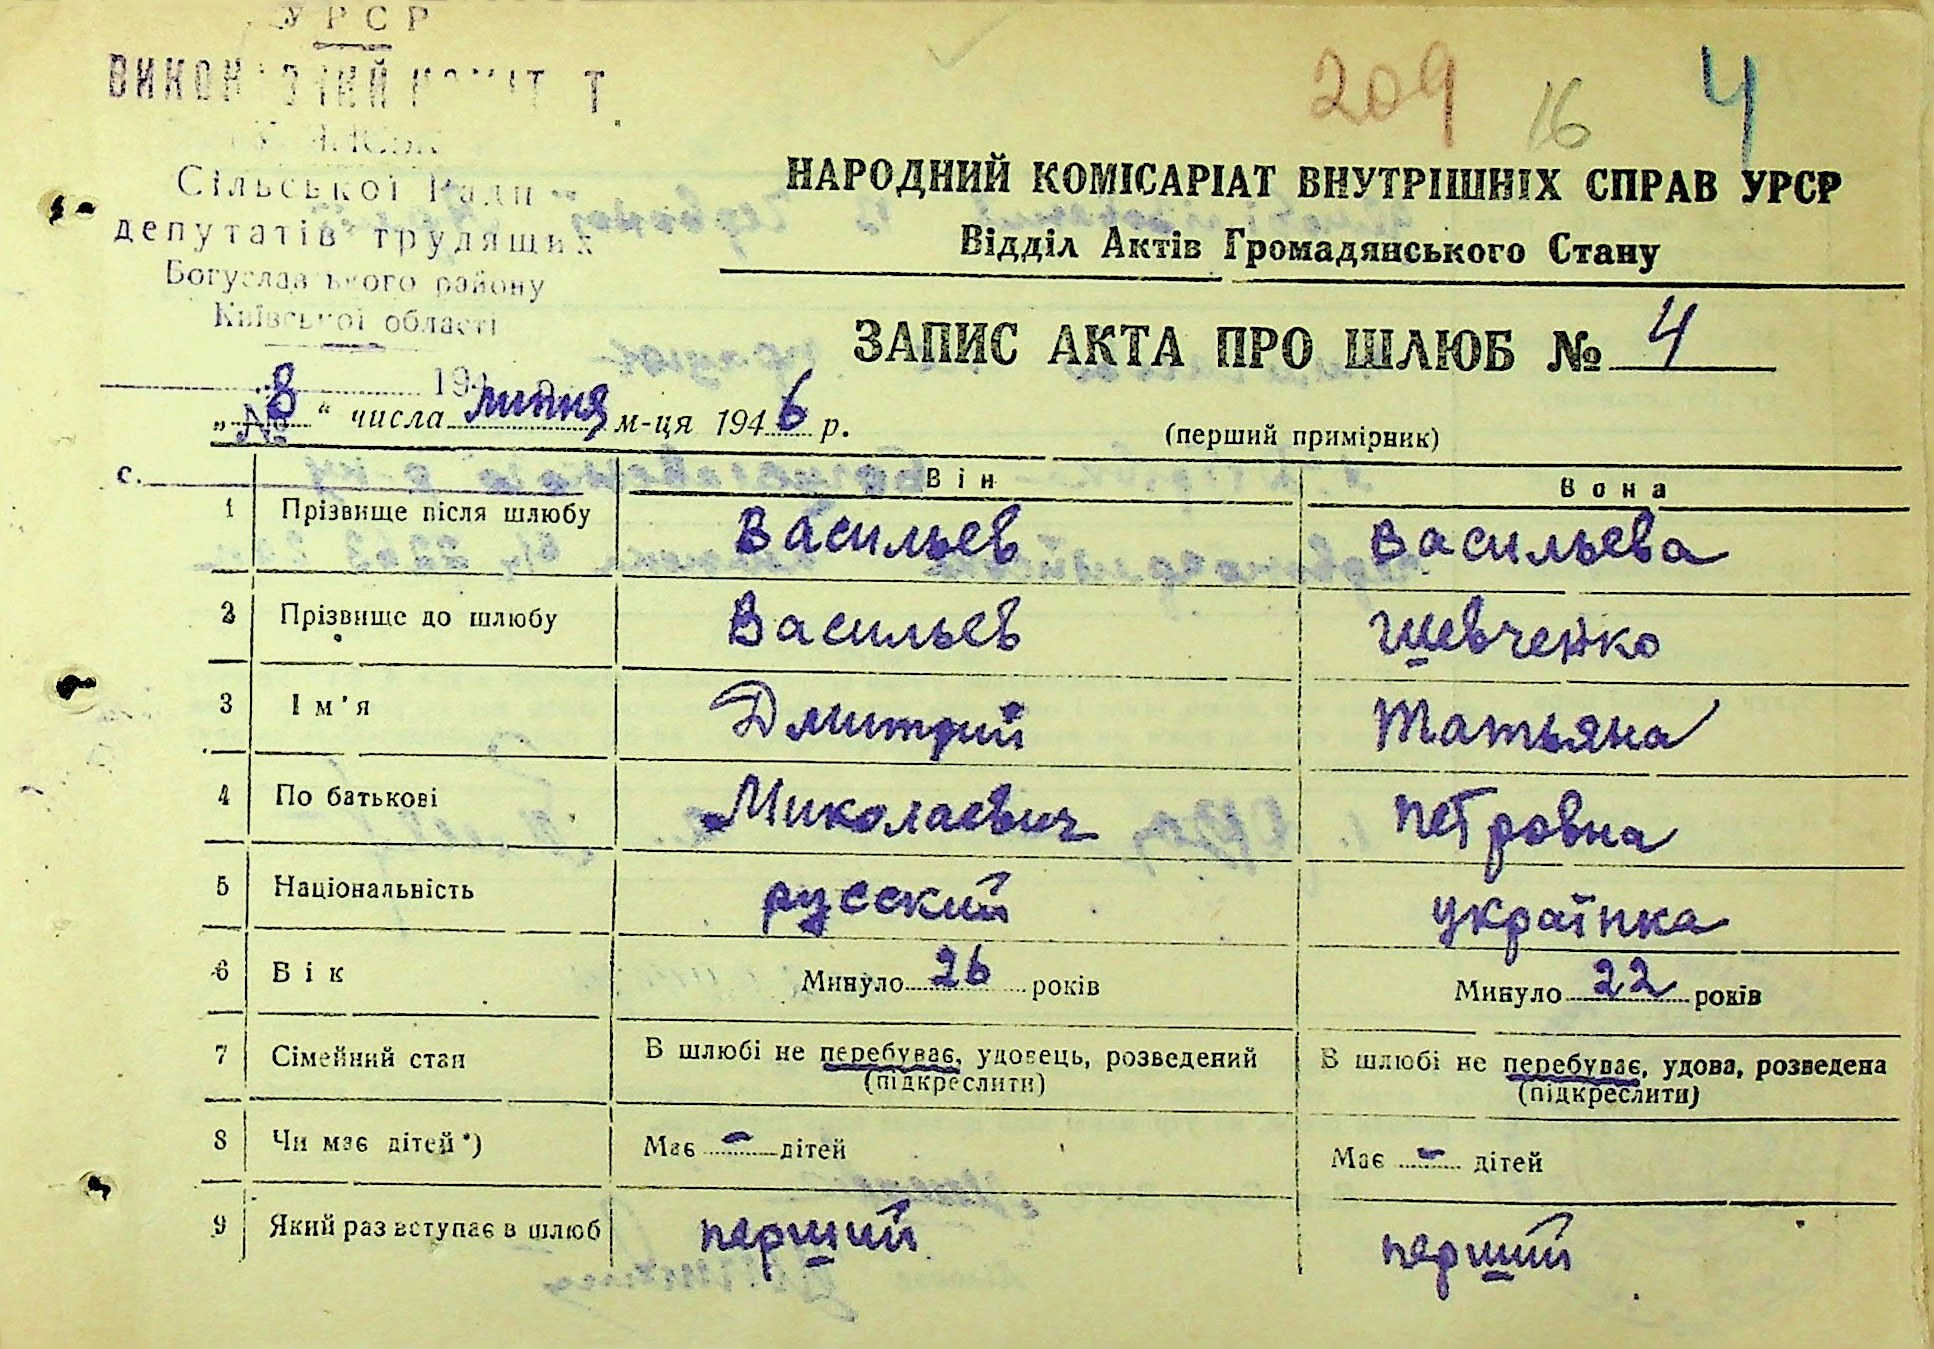 УРСР
209 16 4
Сільської Ради
депутатів трудящих
Богуславського району
Київської області
194
№
с.
НАРОДНИЙ КОМІСАРІАТ ВНУТРІШНІХ СПРАВ УРСР
Відділ Актів Громадянського Стану
ЗАПИС АКТА ПРО ШЛЮБ № 4
„8“ числа липня м-ця 1946 р.
(перший примірник)
Він Вона
1 Прізвище після шлюбу Васильев Васильева
2 Прізвище до шлюбу Васильев Шевченко
3 Ім'я Дмитрий Татьяна
4 По батькові Миколаевич Петровна
5 Національність русский українка
6 Вік Минуло 26 років Минуло 22 років
7 Сімейний стан В шлюбі не перебуває, удовець, розведений В шлюбі не перебуває, удова, розведена
(підкреслити) (підкреслити)
8 Чи має дітей*) Має - дітей Має - дітей
9 Який раз вступає в шлюб перший перший